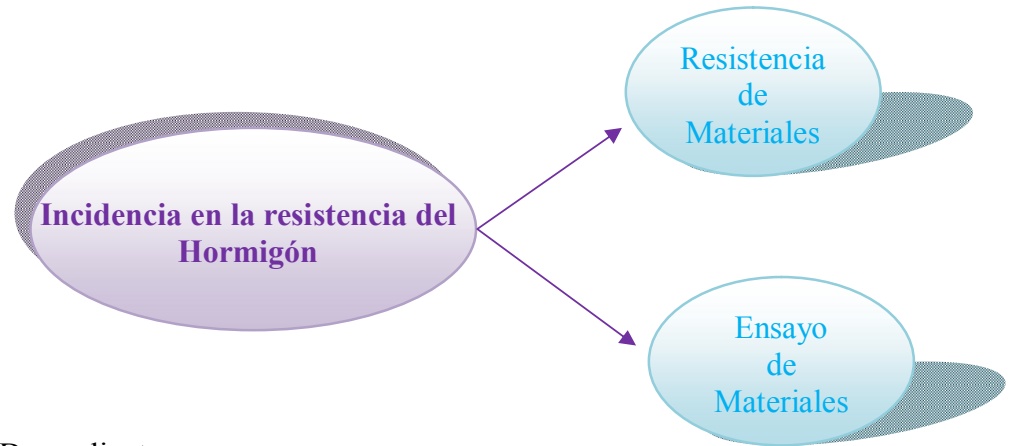 Resistencia
de
Materiales
Incidencia en la resistencia del
Hormigón
Ensayo
de
Materiales